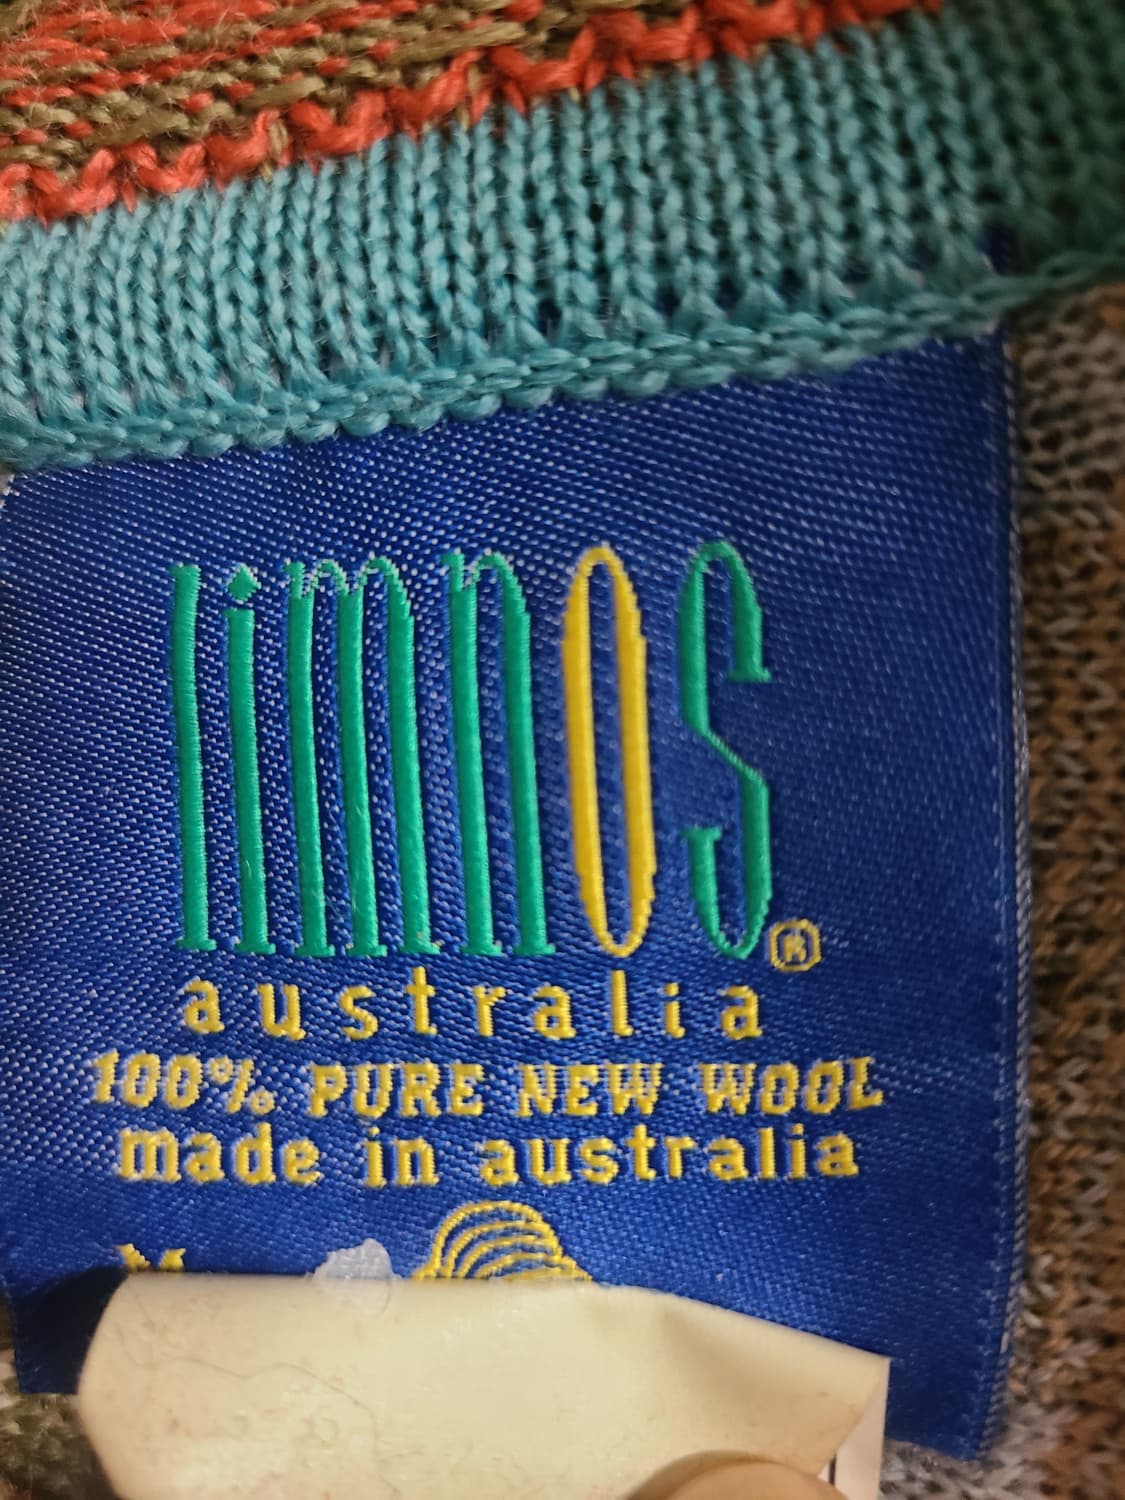 limnos®
australia
100% PURE NEW WOOL
made in australia